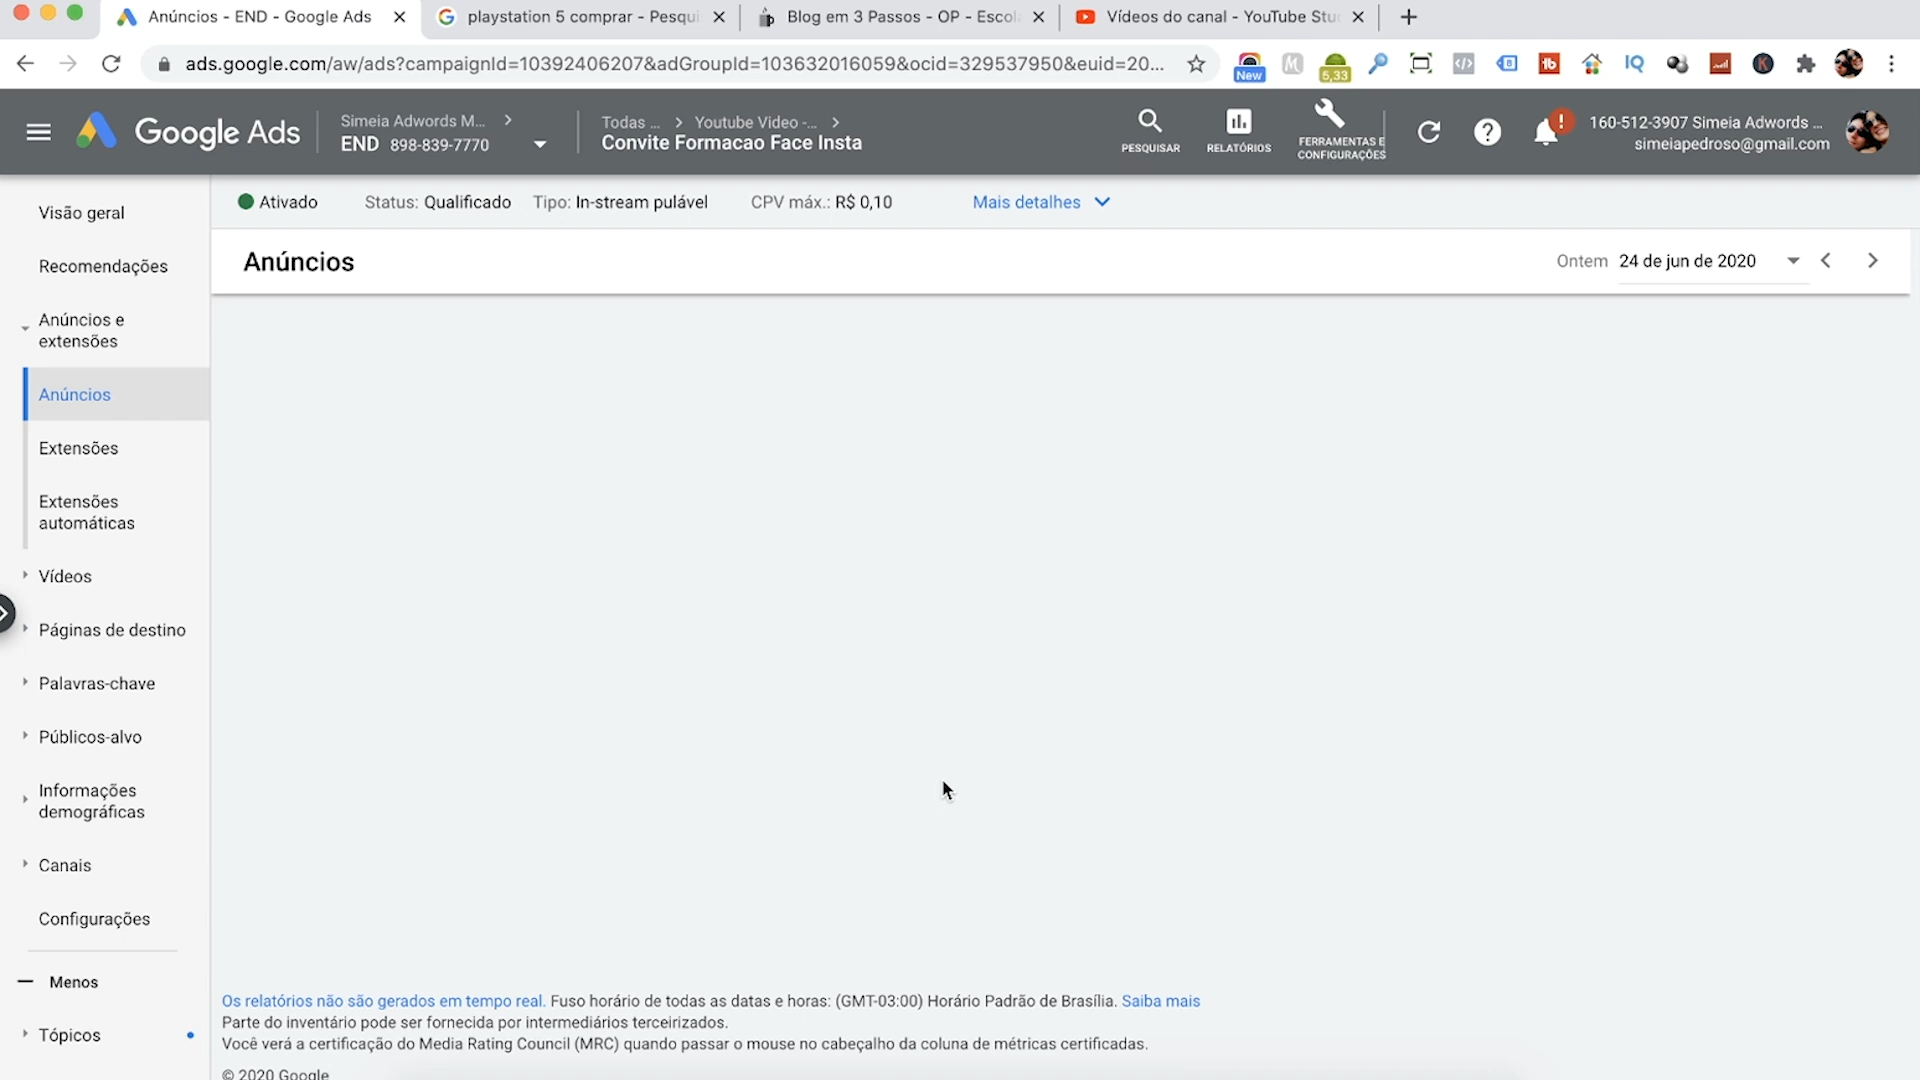 Anúncios - END - Google Ads
playstation 5 comprar - Pesqui
Blog em 3 Passos - OP - Escol
Vídeos do canal - YouTube Stu
ads.google.com/aw/ads?campaignId=10392406207&adGroupId=103632016059&ocid=329537950&euid=20...
New
5,33
IQ
Google Ads
Simeia Adwords M...
END 898-839-7770
Todas ... > Youtube Video -... >
Convite Formacao Face Insta
PESQUISAR
RELATÓRIOS
FERRAMENTAS E
CONFIGURAÇÕES
160-512-3907 Simeia Adwords ...
simeiapedroso@gmail.com
Ativado
Status: Qualificado
Tipo: In-stream pulável
CPV máx.: R$ 0,10
Mais detalhes
Anúncios
Ontem 24 de jun de 2020
Visão geral
Recomendações
Anúncios e
extensões
Anúncios
Extensões
Extensões
automáticas
Vídeos
Páginas de destino
Palavras-chave
Públicos-alvo
Informações
demográficas
Canais
Configurações
Menos
Tópicos
Os relatórios não são gerados em tempo real. Fuso horário de todas as datas e horas: (GMT-03:00) Horário Padrão de Brasília. Saiba mais
Parte do inventário pode ser fornecida por intermediários terceirizados.
Você verá a certificação do Media Rating Council (MRC) quando passar o mouse no cabeçalho da coluna de métricas certificadas.
© 2020 Google